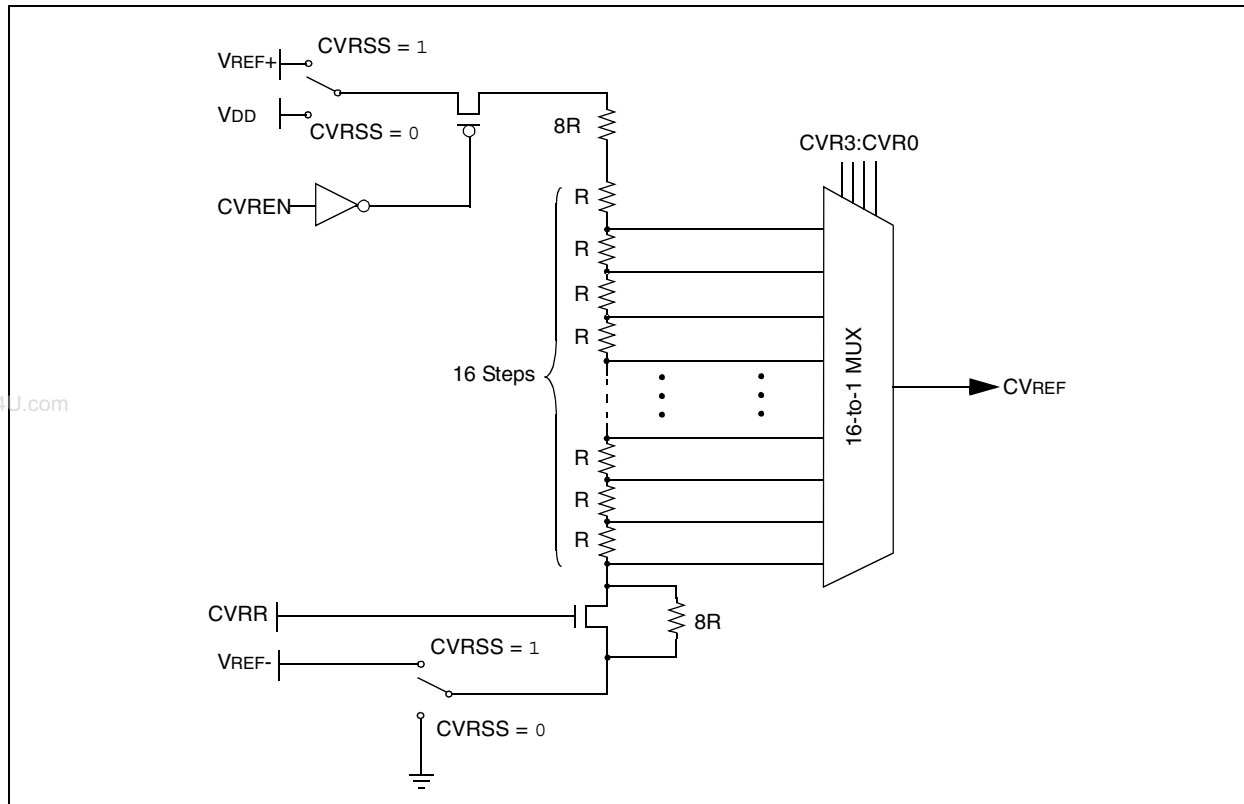 CVRSS = 1
VREF+
VDD
CVRSS = 0
8R
CVR3:CVR0
CVREN
R
R
R
R
16 Steps
16-to-1 MUX
CVREF
4U.com
R
R
R
CVRR
8R
CVRSS = 1
VREF-
CVRSS = 0